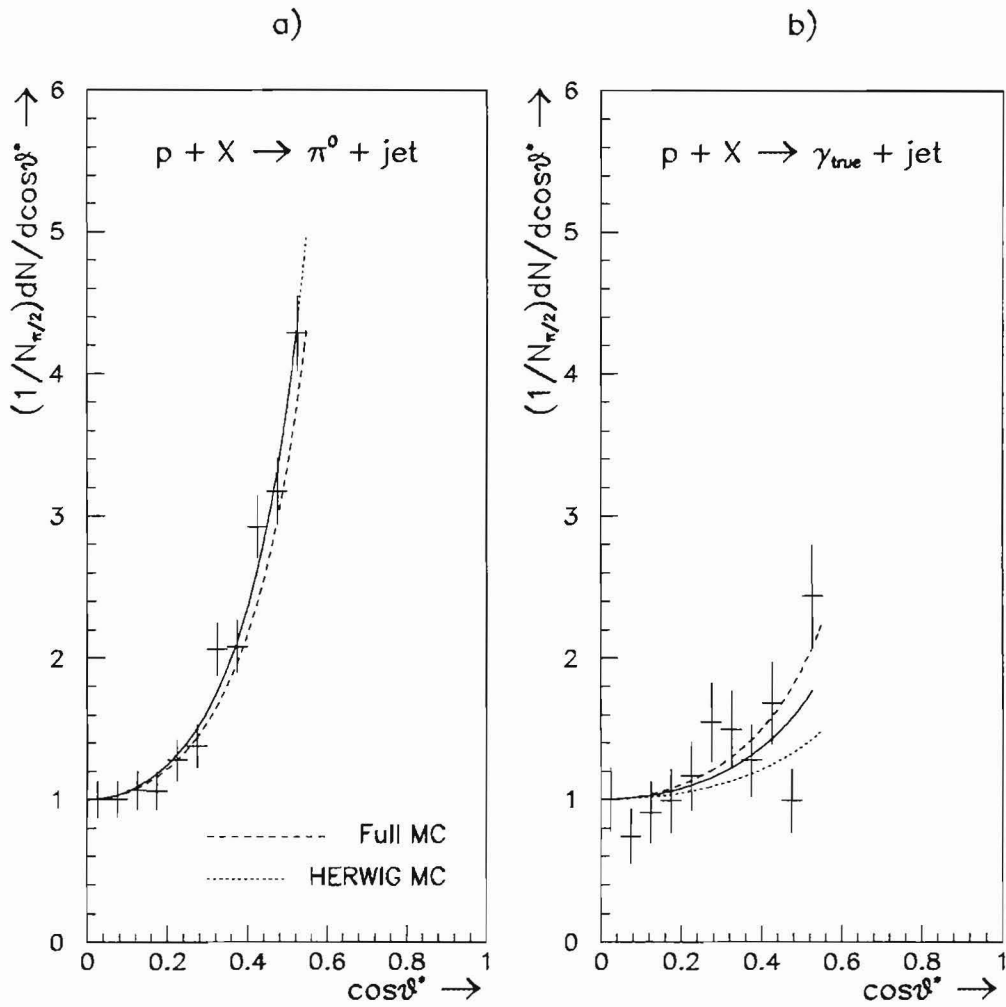 a)
b)
(1/N_π/2)dN/dcosϑ* →
6
5
4
3
2
1
0
p + X → π⁰ + jet
Full MC
HERWIG MC
0 0.2 0.4 0.6 0.8 1
cosϑ* →
(1/N_π/2)dN/dcosϑ* →
6
5
4
3
2
1
0
p + X → γ_true + jet
0 0.2 0.4 0.6 0.8 1
cosϑ* →